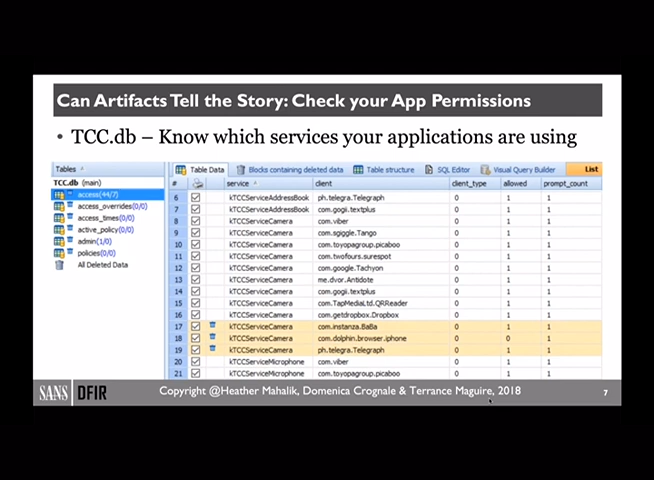 Can Artifacts Tell the Story: Check your App Permissions
• TCC.db – Know which services your applications are using
Tables
TCC.db (main)
access(44/7)
access_overrides(0/0)
access_times(0/0)
active_policy(0/0)
admin(1/0)
policies(0/0)
All Deleted Data
Table Data Blocks containing deleted data Table structure SQL Editor Visual Query Builder List
# service client client_type allowed prompt_count
6 kTCCServiceAddressBook ph.telegra.Telegraph 0 1 1
7 kTCCServiceAddressBook com.gogii.textplus 0 1 1
8 kTCCServiceCamera com.viber 0 1 1
9 kTCCServiceCamera com.sgiggle.Tango 0 1 1
10 kTCCServiceCamera com.toyopagroup.picaboo 0 1 1
11 kTCCServiceCamera com.twofours.surespot 0 1 1
12 kTCCServiceCamera com.google.Tachyon 0 1 1
13 kTCCServiceCamera me.dvor.Antidote 0 1 1
14 kTCCServiceCamera com.gogii.textplus 0 1 1
15 kTCCServiceCamera com.TapMediaLtd.QRReader 0 1 1
16 kTCCServiceCamera com.getdropbox.Dropbox 0 1 1
17 kTCCServiceCamera com.instanza.BaBa 0 1 1
18 kTCCServiceCamera com.dolphin.browser.iphone 0 0 1
19 kTCCServiceCamera ph.telegra.Telegraph 0 1 1
20 kTCCServiceMicrophone com.viber 0 1 1
21 kTCCServiceMicrophone com.toyopagroup.picaboo 0 1 1
SANS DFIR
Copyright @Heather Mahalik, Domenica Crognale & Terrance Maguire, 2018
7